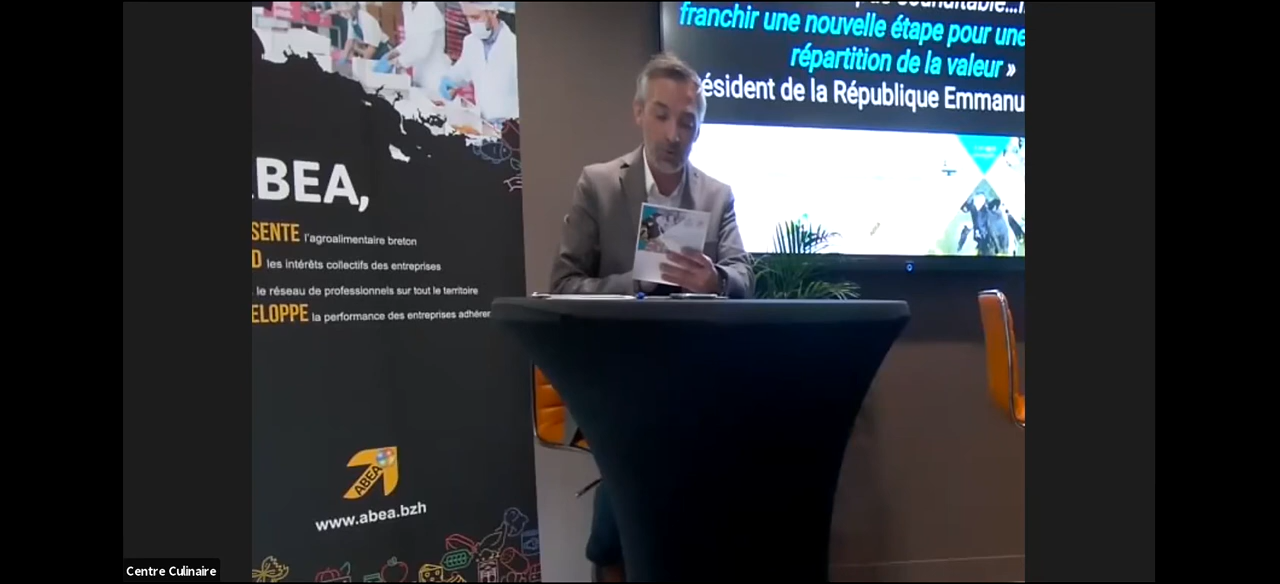 franchir une nouvelle étape pour une
répartition de la valeur »
résident de la République Emmanu
BEA,
SENTE l'agroalimentaire breton
D les intérêts collectifs des entreprises
le réseau de professionnels sur tout le territoire
ELOPPE la performance des entreprises adhérer
ABEA
www.abea.bzh
Centre Culinaire